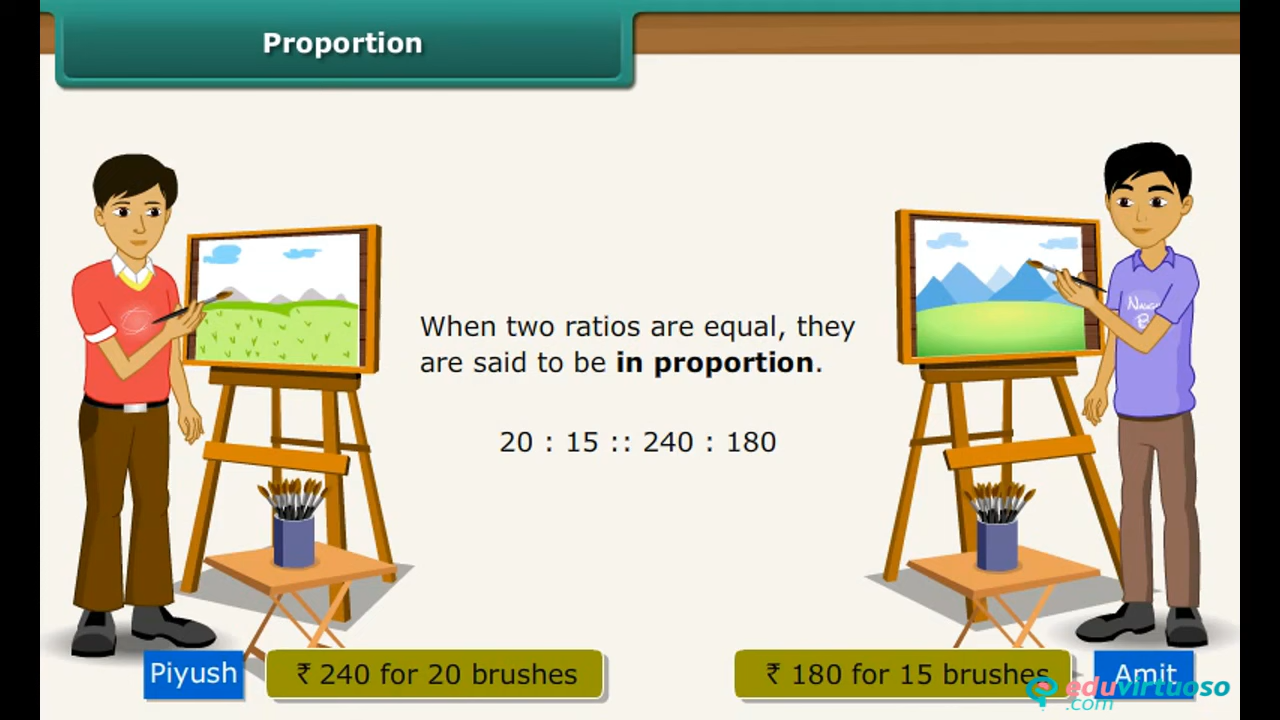 Proportion
When two ratios are equal, they
are said to be in proportion.
20 : 15 :: 240 : 180
Piyush
₹ 240 for 20 brushes
₹ 180 for 15 brushes
Amit
eduvirtuoso
.com